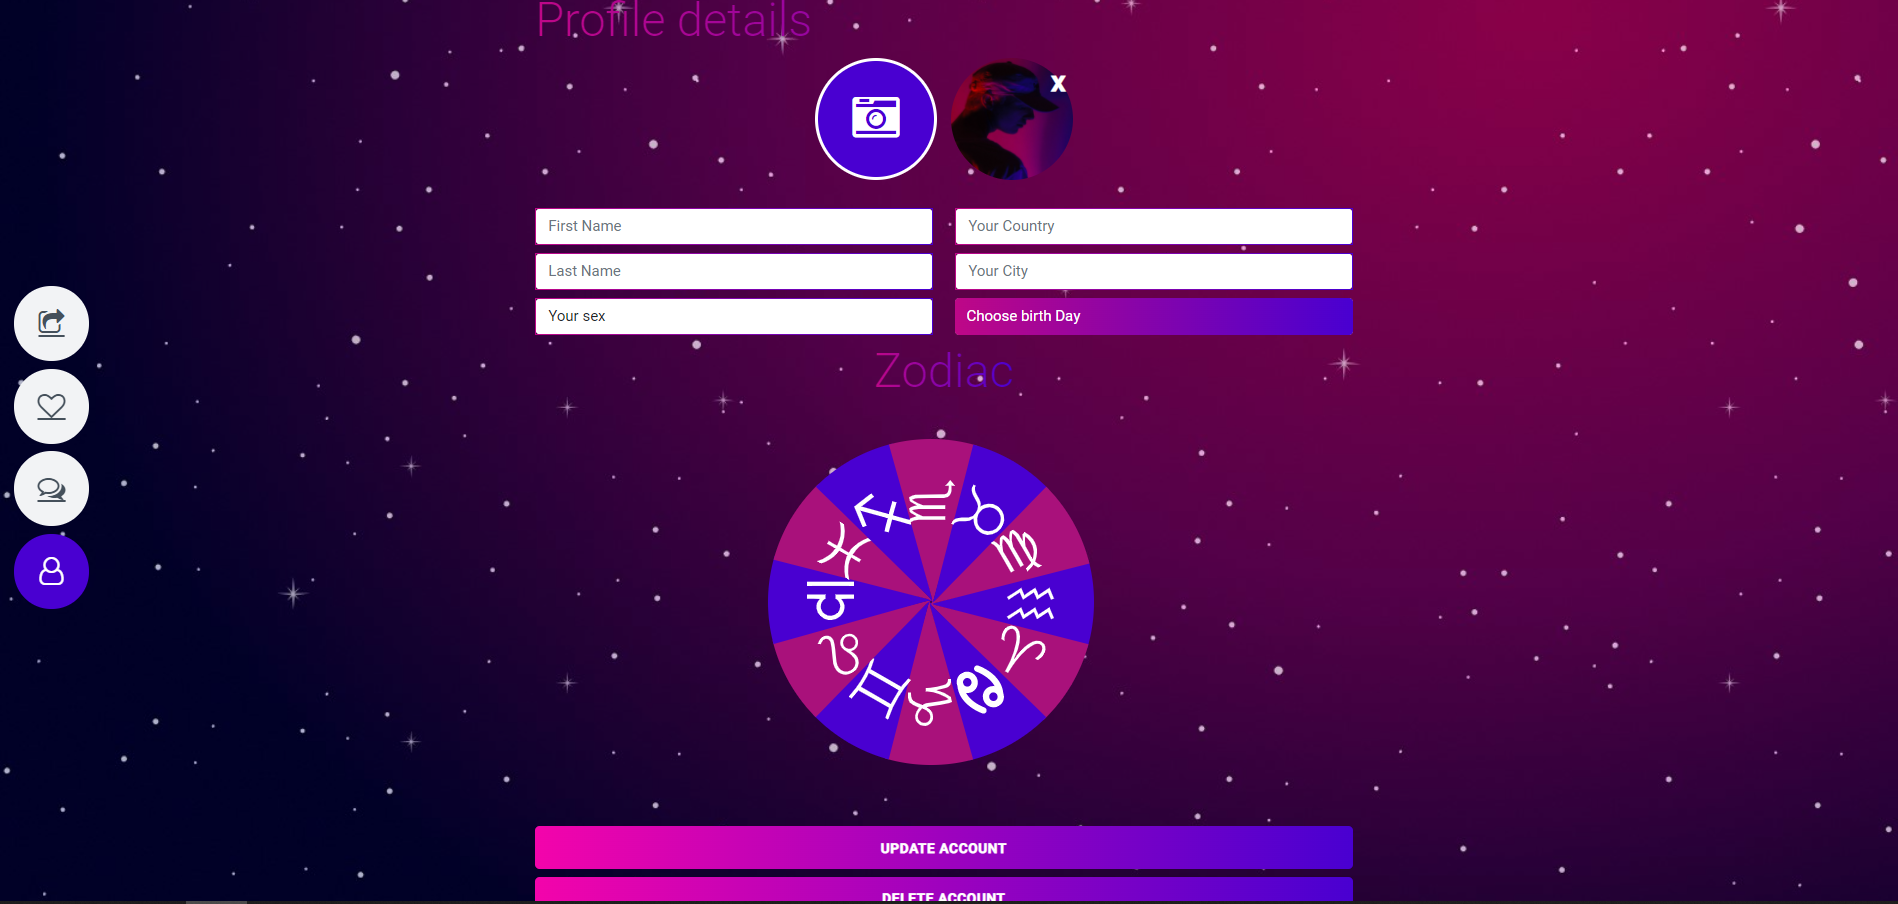 Profile details
X
First Name
Your Country
Last Name
Your City
Your sex
Choose birth Day
Zodiac
♏
♉
♍
♒
♈
♋
♑
♊
♌
♎
♓
♐
UPDATE ACCOUNT
DELETE ACCOUNT